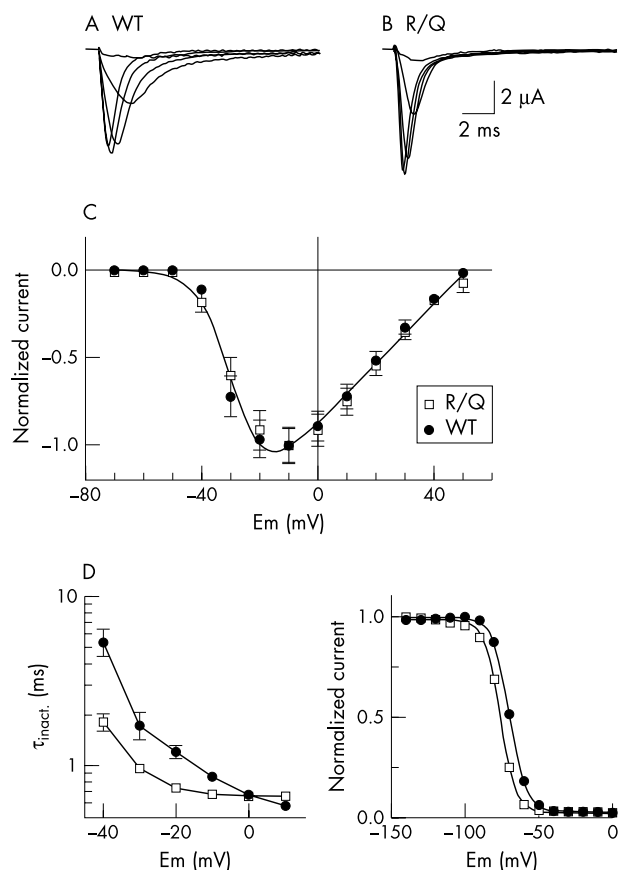 A WT
B R/Q
2 μA
2 ms
C
Normalized current
0.0
−0.5
−1.0
R/Q
WT
−80
−40
0
40
Em (mV)
D
τinact. (ms)
10
1
−40
−20
0
Em (mV)
Normalized current
1.0
0.5
0
−150
−100
−50
0
Em (mV)